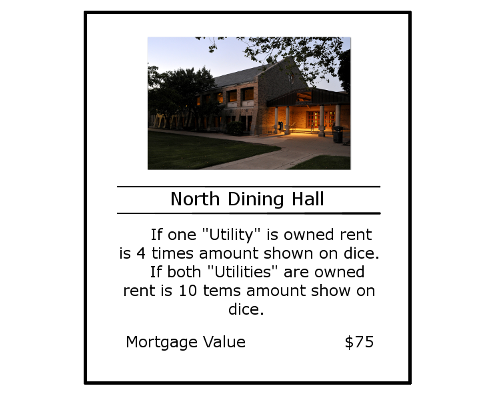 North Dining Hall
If one "Utility" is owned rent
is 4 times amount shown on dice.
If both "Utilities" are owned
rent is 10 tems amount show on
dice.
Mortgage Value $75